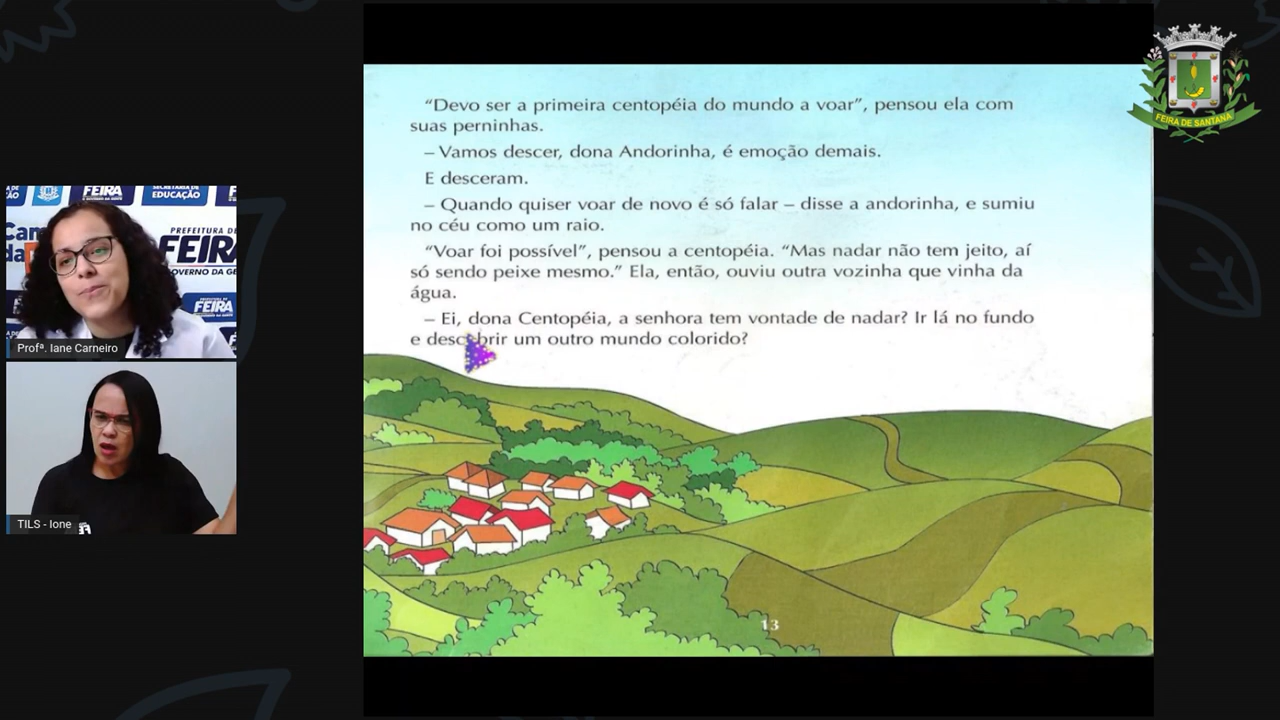 “Devo ser a primeira centopéia do mundo a voar”, pensou ela com
suas perninhas.
– Vamos descer, dona Andorinha, é emoção demais.
E desceram.
– Quando quiser voar de novo é só falar – disse a andorinha, e sumiu
no céu como um raio.
“Voar foi possível”, pensou a centopéia. “Mas nadar não tem jeito, aí
só sendo peixe mesmo.” Ela, então, ouviu outra vozinha que vinha da
água.
– Ei, dona Centopéia, a senhora tem vontade de nadar? Ir lá no fundo
e descobrir um outro mundo colorido?
13
FEIRA DE SANTANA
FEIRA
EDUCAÇÃO
PREFEITURA DE
FEIRA
PREFEITURA DE
FEIRA
Profª. Iane Carneiro
TILS - Ione